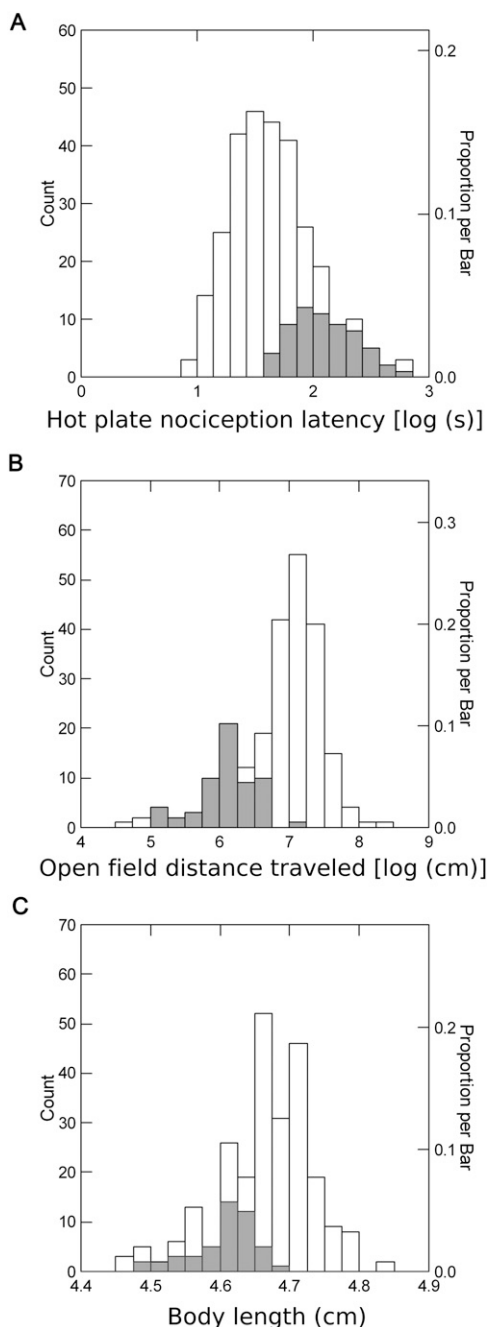 A
60
50
40
30
20
10
0
Count
0.2
0.1
0.0
Proportion per Bar
0 1 2 3
Hot plate nociception latency [log (s)]
B
70
60
50
40
30
20
10
0
Count
0.3
0.2
0.1
0.0
Proportion per Bar
4 5 6 7 8 9
Open field distance traveled [log (cm)]
C
70
60
50
40
30
20
10
0
Count
0.2
0.1
0.0
Proportion per Bar
4.4 4.5 4.6 4.7 4.8 4.9
Body length (cm)